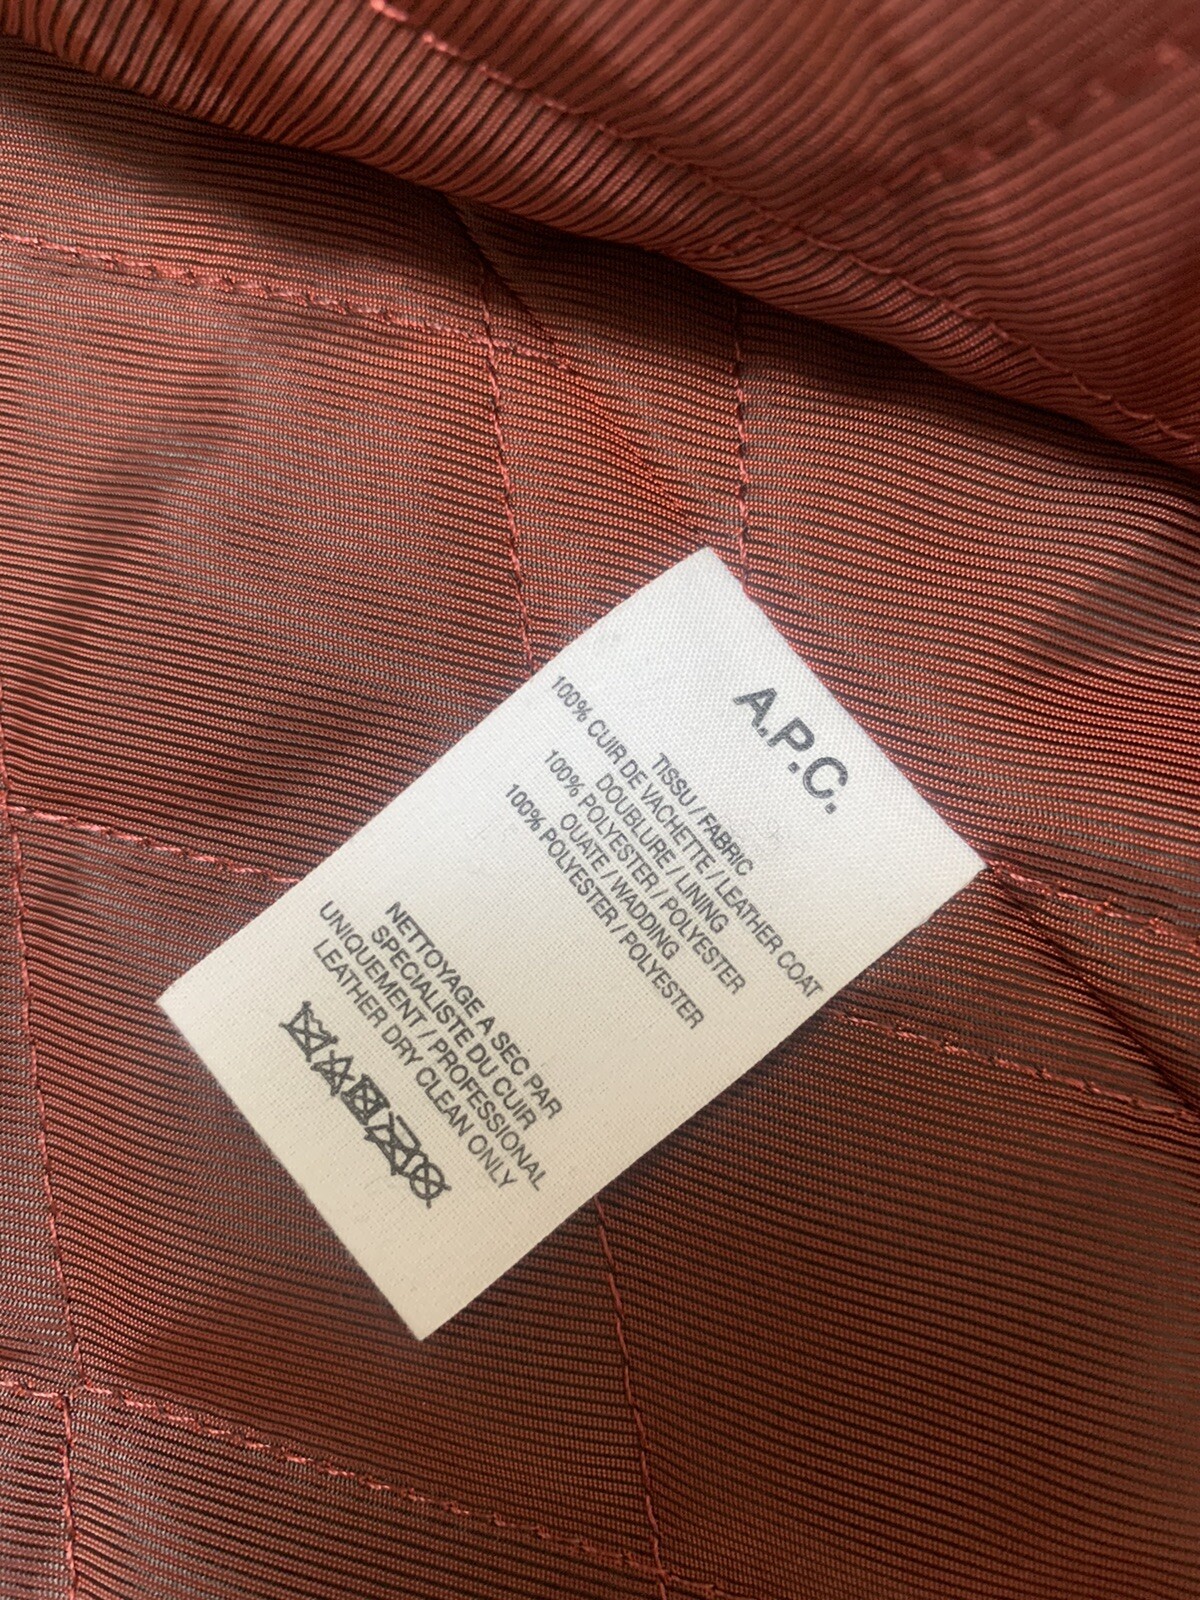 A.P.C.
TISSU / FABRIC
100% CUIR DE VACHETTE / LEATHER COAT
DOUBLURE / LINING
100% POLYESTER / POLYESTER
OUATE / WADDING
100% POLYESTER / POLYESTER
NETTOYAGE A SEC PAR
SPECIALISTE DU CUIR
UNIQUEMENT / PROFESSIONAL
LEATHER DRY CLEAN ONLY